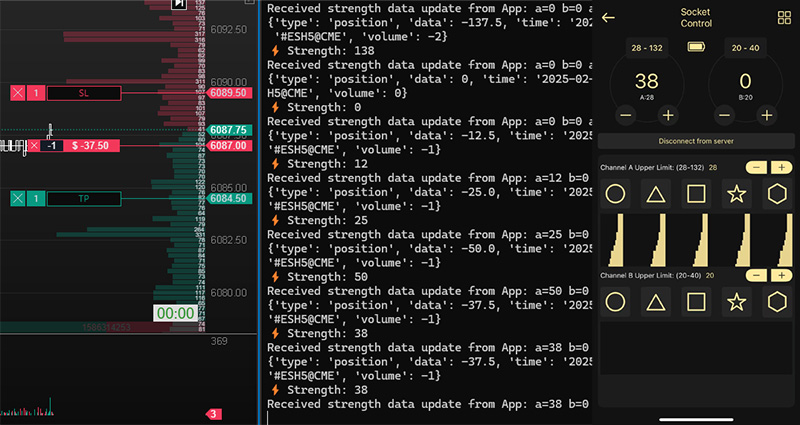 6092.50
6090.00
SL
1
6089.50
6087.75
-1
$ -37.50
6087.00
6085.00
1
TP
6084.50
6082.50
6080.00
00:00
1586314253
369
3
Received strength data update from App: a=0 b=0
{'type': 'position', 'data': -137.5, 'time': '202
'#ESH5@CME', 'volume': -2}
Strength: 138
Received strength data update from App: a=0 b=0
{'type': 'position', 'data': 0, 'time': '2025-02-
H5@CME', 'volume': 0}
Strength: 0
Received strength data update from App: a=0 b=0
{'type': 'position', 'data': -12.5, 'time': '2025
'#ESH5@CME', 'volume': -1}
Strength: 12
Received strength data update from App: a=12 b=0
{'type': 'position', 'data': -25.0, 'time': '2025
'#ESH5@CME', 'volume': -1}
Strength: 25
Received strength data update from App: a=25 b=0
{'type': 'position', 'data': -50.0, 'time': '2025
'#ESH5@CME', 'volume': -1}
Strength: 50
Received strength data update from App: a=50 b=0
{'type': 'position', 'data': -37.5, 'time': '2025
'#ESH5@CME', 'volume': -1}
Strength: 38
Received strength data update from App: a=38 b=0
{'type': 'position', 'data': -37.5, 'time': '2025
'#ESH5@CME', 'volume': -1}
Strength: 38
Received strength data update from App: a=38 b=0
Socket
Control
28 - 132
20 - 40
38
A:28
0
B:20
Disconnect from server
Channel A Upper Limit: (28-132) 28
Channel B Upper Limit: (20-40) 20